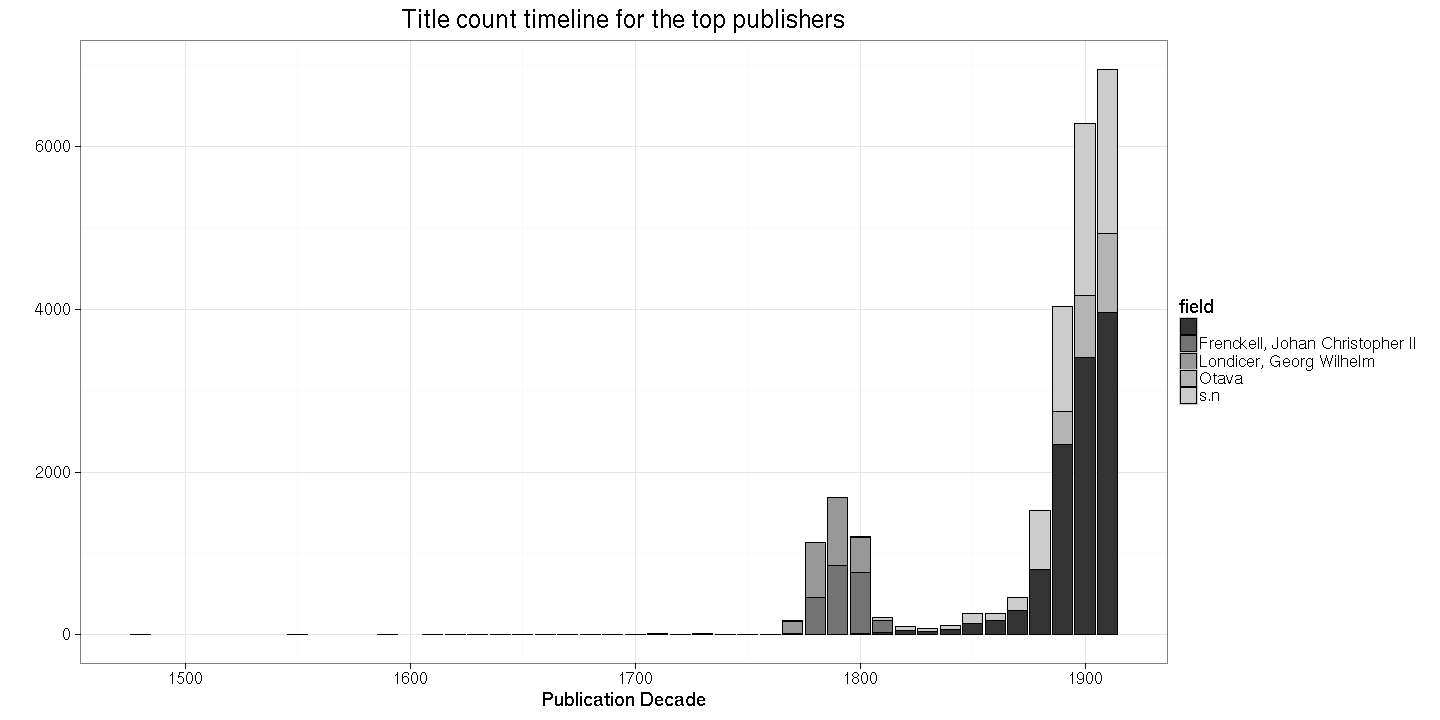 Title count timeline for the top publishers
6000
4000
2000
0
1500
1600
1700
1800
1900
Publication Decade
field
Frenckell, Johan Christopher II
Londicer, Georg Wilhelm
Otava
s.n